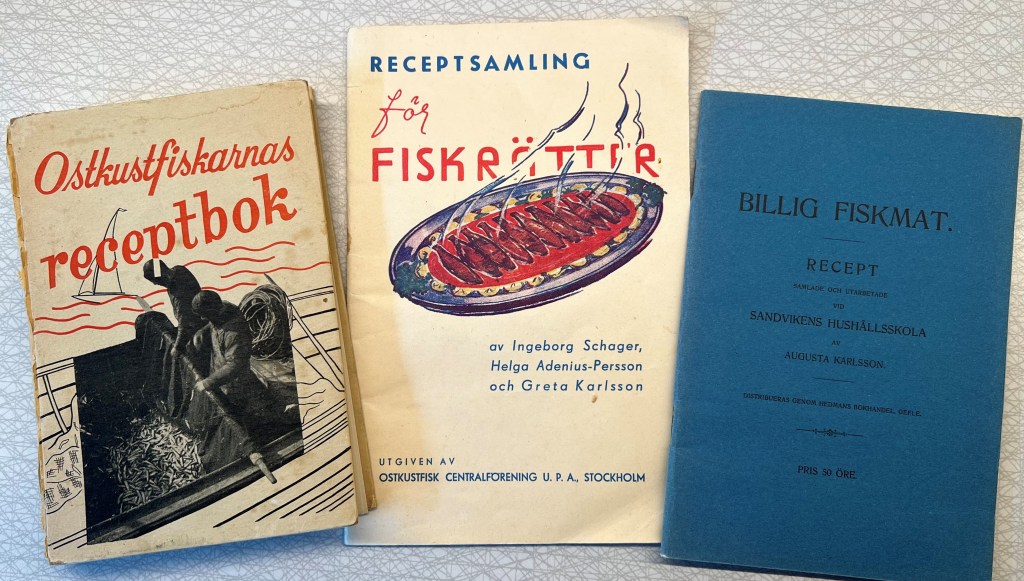 Ostkustfiskarnas
receptbok
RECEPTSAMLING
för
FISKRÄTTER
av Ingeborg Schager,
Helga Adenius-Persson
och Greta Karlsson
UTGIVEN AV
OSTKUSTFISK CENTRALFÖRENING U. P. A., STOCKHOLM
BILLIG FISKMAT.
RECEPT
SAMLADE OCH UTARBETADE
VID
SANDVIKENS HUSHÅLLSSKOLA
AV
AUGUSTA KARLSSON.
DISTRIBUERAS GENOM HEDMANS BOKHANDEL, GEFLE.
PRIS 50 ÖRE.